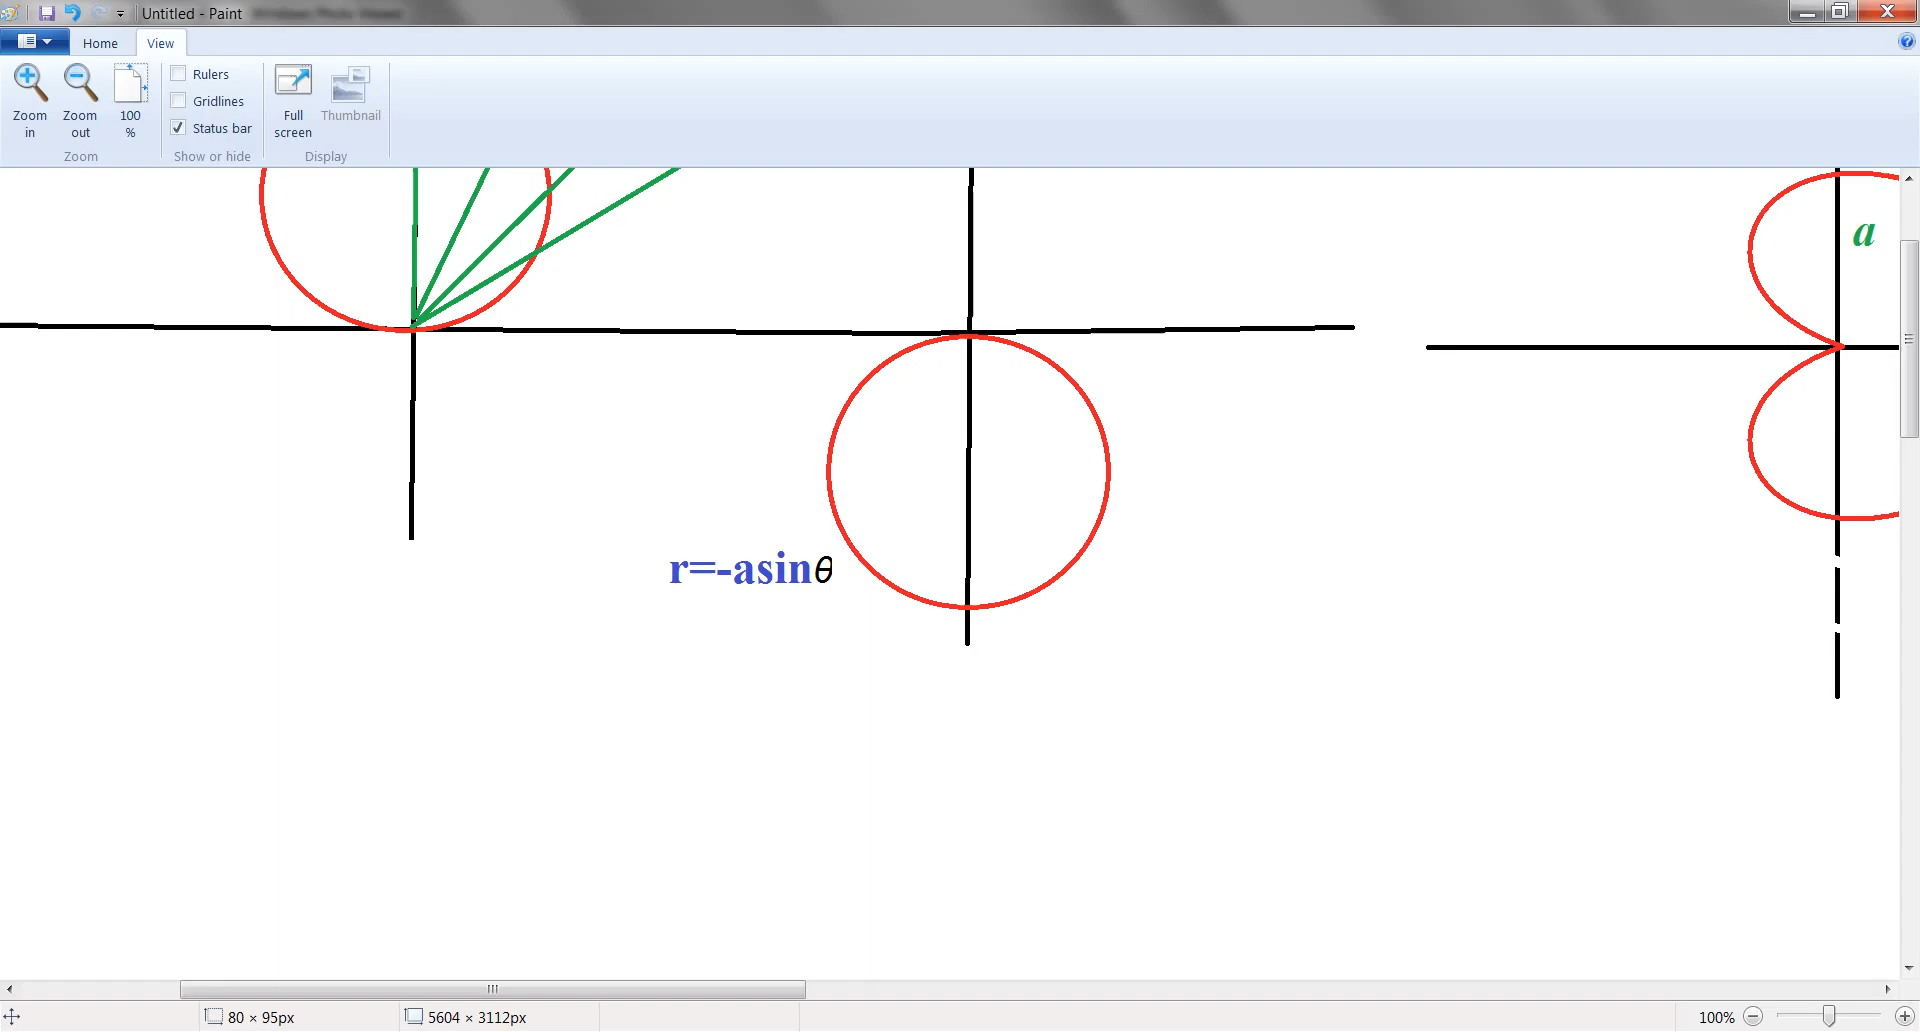 Untitled - Paint
Home
View
Zoom in
Zoom out
100 %
Rulers
Gridlines
Status bar
Full screen
Thumbnail
Zoom
Show or hide
Display
a
r=-asinθ
80 × 95px
5604 × 3112px
100%